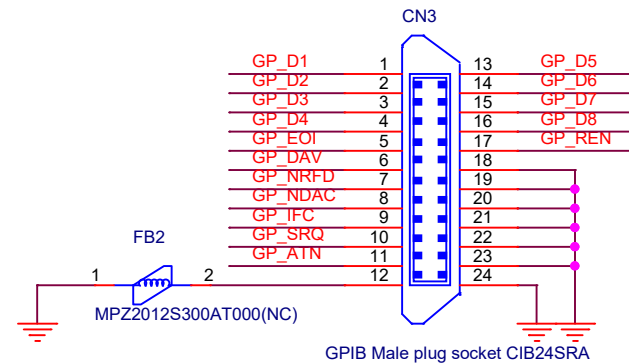 CN3
GP_D1 1 13 GP_D5
GP_D2 2 14 GP_D6
GP_D3 3 15 GP_D7
GP_D4 4 16 GP_D8
GP_EOI 5 17 GP_REN
GP_DAV 6 18
GP_NRFD 7 19
GP_NDAC 8 20
GP_IFC 9 21
GP_SRQ 10 22
GP_ATN 11 23
FB2
1 2 12 24
MPZ2012S300AT000(NC)
GPIB Male plug socket CIB24SRA